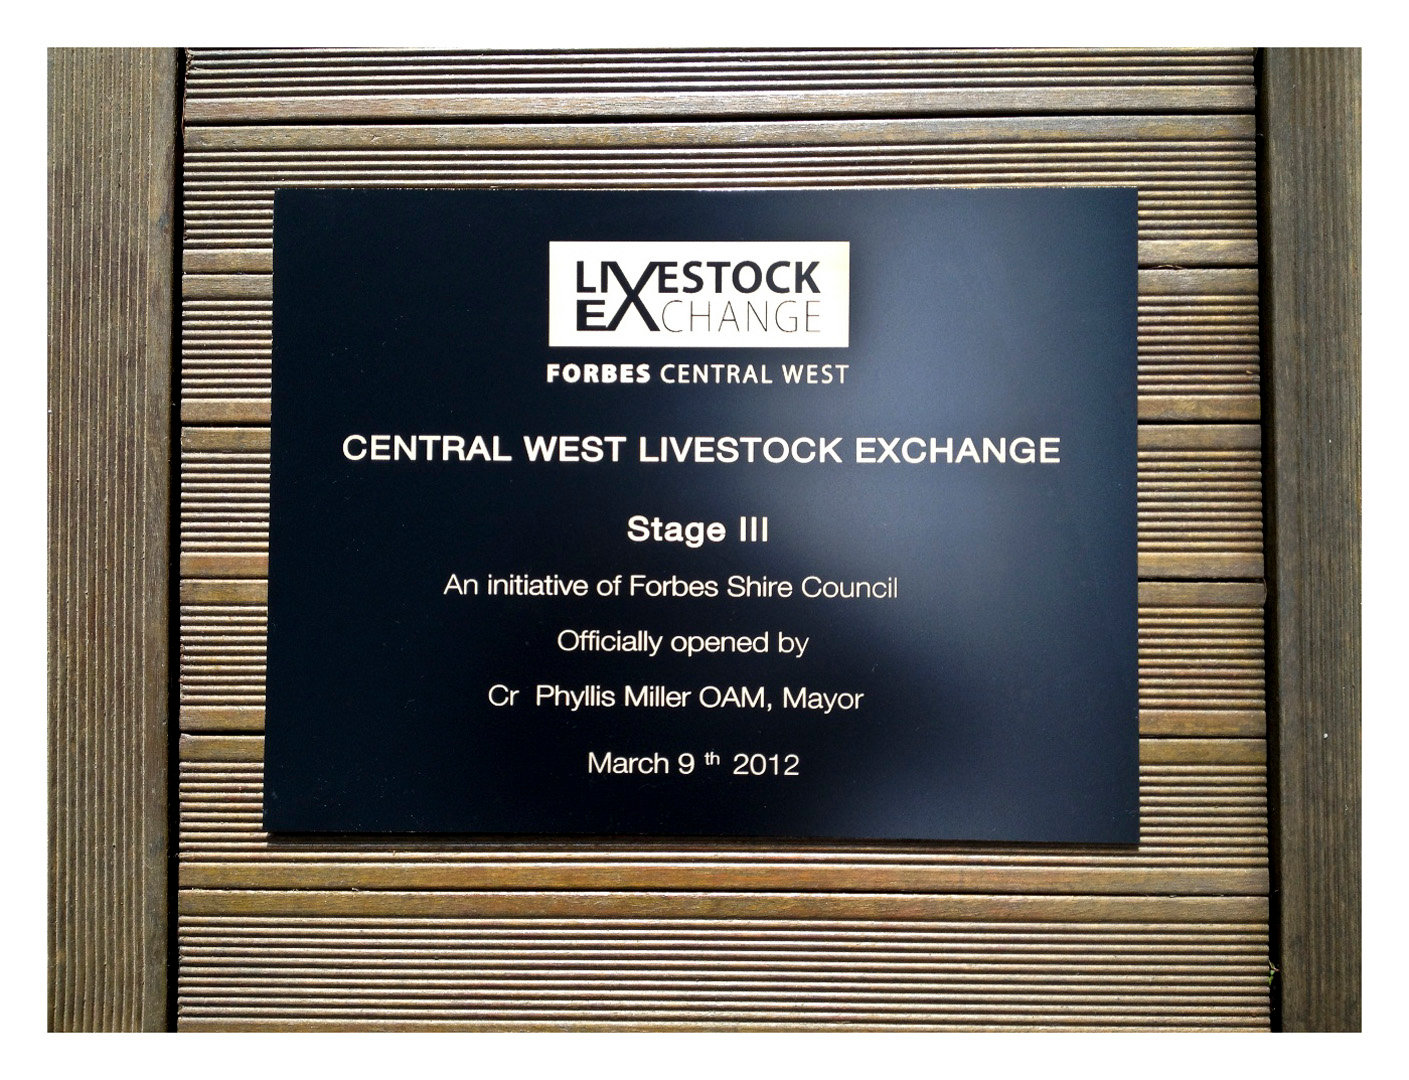 LIVESTOCK
EXCHANGE
FORBES CENTRAL WEST
CENTRAL WEST LIVESTOCK EXCHANGE
Stage III
An initiative of Forbes Shire Council
Officially opened by
Cr Phyllis Miller OAM, Mayor
March 9 th 2012